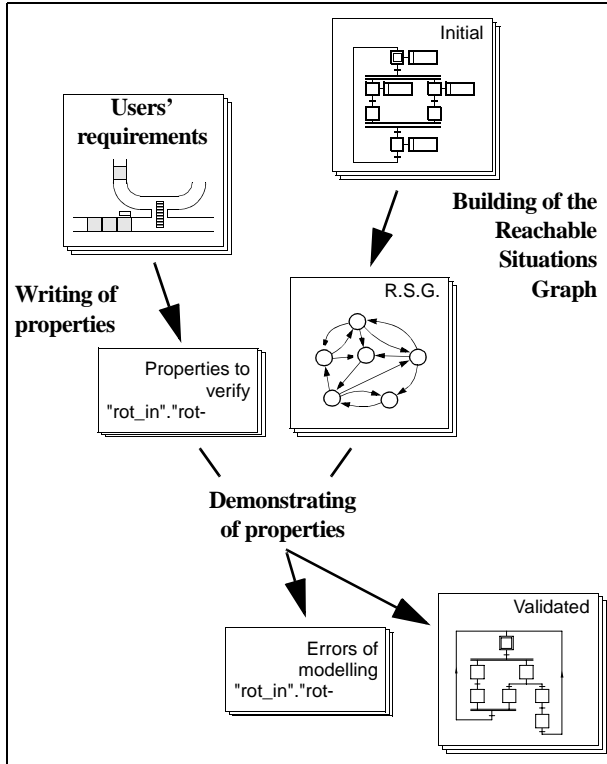 Initial
Users'
requirements
Building of the
Reachable
Situations
Graph
R.S.G.
Writing of
properties
Properties to
verify
"rot_in"."rot-
Demonstrating
of properties
Validated
Errors of
modelling
"rot_in"."rot-